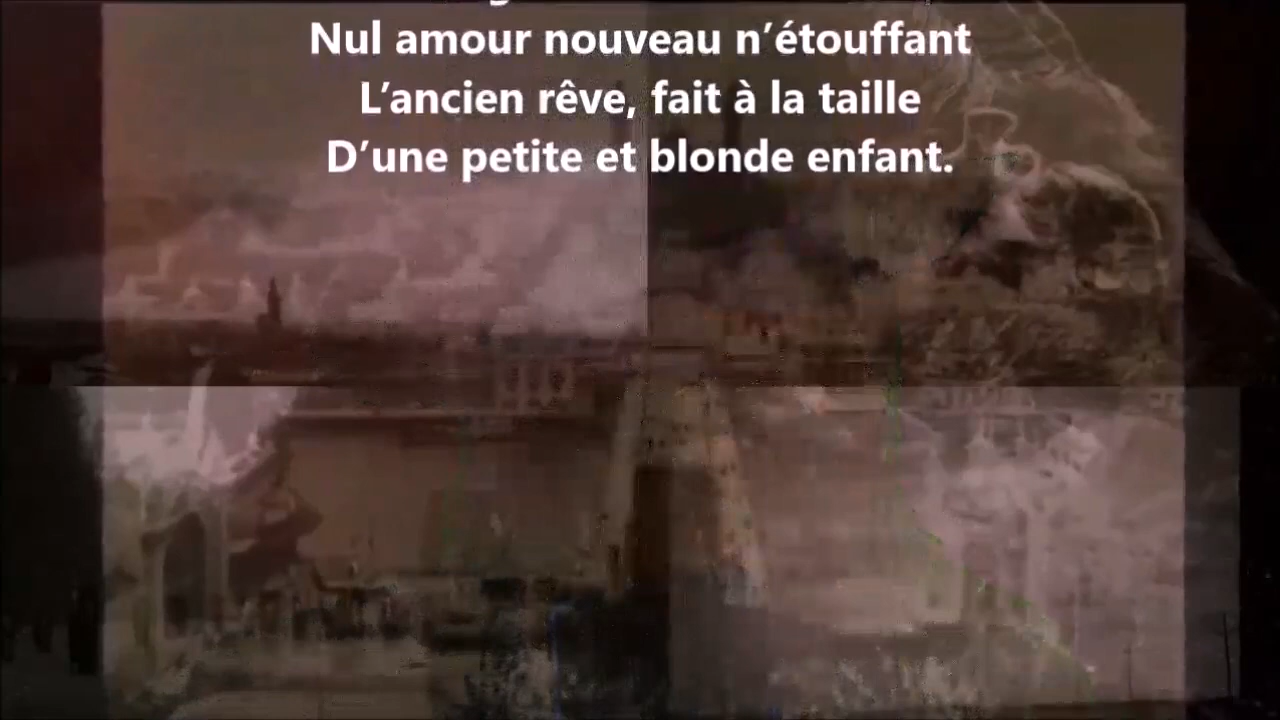 Nul amour nouveau n’étouffant
L’ancien rêve, fait à la taille
D’une petite et blonde enfant.